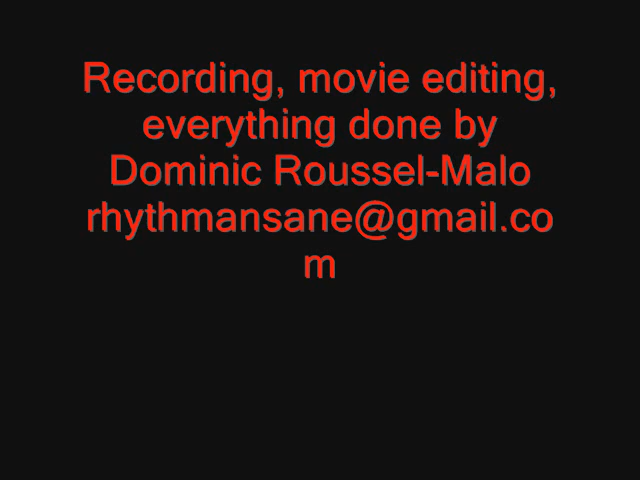 Recording, movie editing,
everything done by
Dominic Roussel-Malo
rhythmansane@gmail.co
m